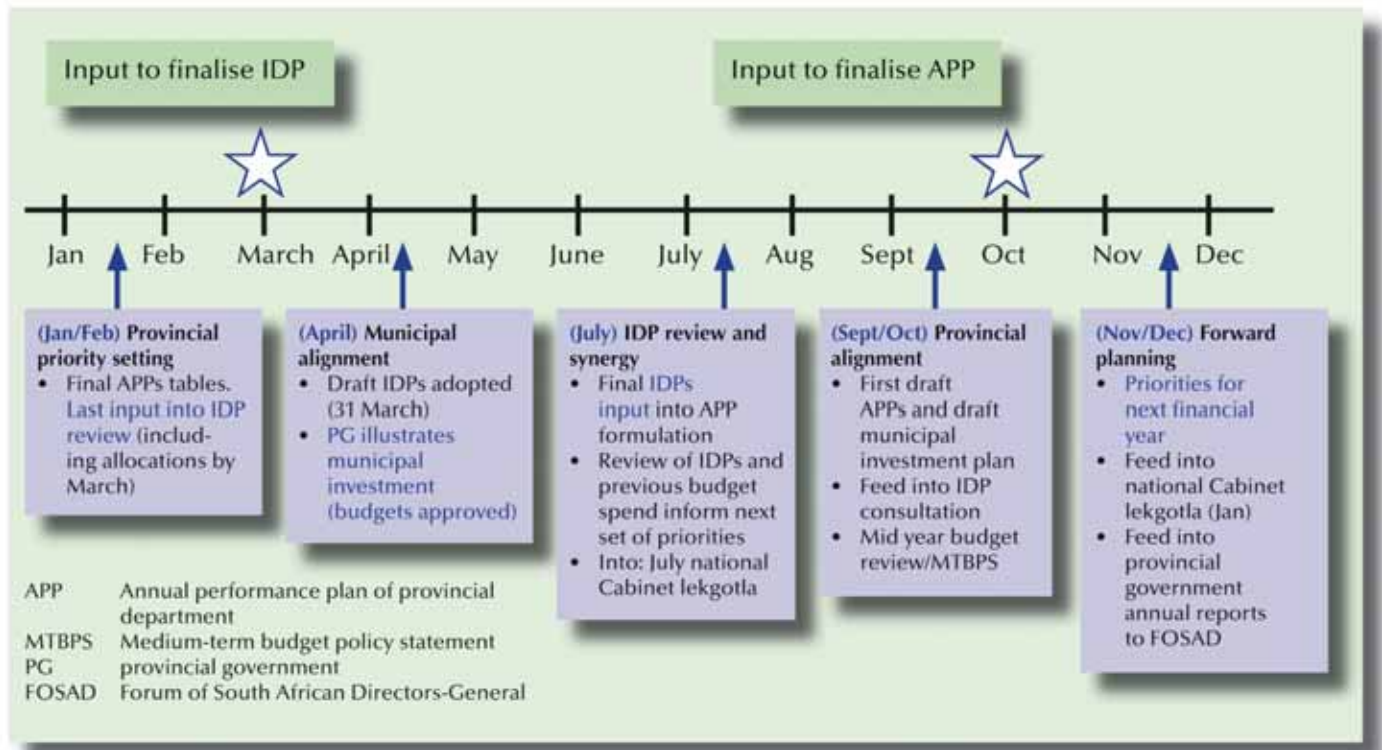 Input to finalise IDP
Input to finalise APP
Jan Feb March April May June July Aug Sept Oct Nov Dec
(Jan/Feb) Provincial
priority setting
• Final APPs tables.
Last input into IDP
review (includ-
ing allocations by
March)
(April) Municipal
alignment
• Draft IDPs adopted
(31 March)
• PG illustrates
municipal
investment
(budgets approved)
(July) IDP review and
synergy
• Final IDPs
input into APP
formulation
• Review of IDPs and
previous budget
spend inform next
set of priorities
• Into: July national
Cabinet lekgotla
(Sept/Oct) Provincial
alignment
• First draft
APPs and draft
municipal
investment plan
• Feed into IDP
consultation
• Mid year budget
review/MTBPS
(Nov/Dec) Forward
planning
• Priorities for
next financial
year
• Feed into
national Cabinet
lekgotla (Jan)
• Feed into
provincial
government
annual reports
to FOSAD
APP Annual performance plan of provincial
department
MTBPS Medium-term budget policy statement
PG provincial government
FOSAD Forum of South African Directors-General